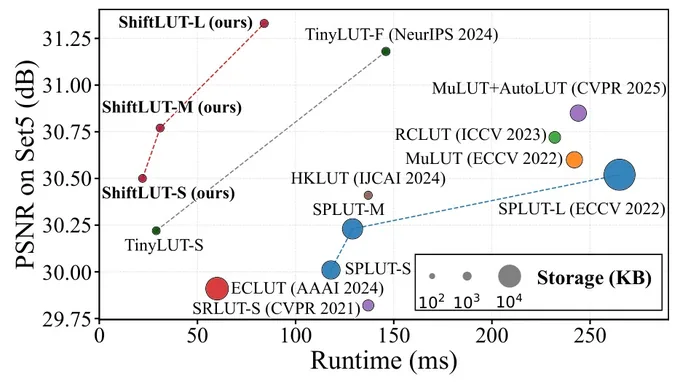 PSNR on Set5 (dB)
31.25
31.00
30.75
30.50
30.25
30.00
29.75
ShiftLUT-L (ours)
TinyLUT-F (NeurIPS 2024)
MuLUT+AutoLUT (CVPR 2025)
ShiftLUT-M (ours)
RCLUT (ICCV 2023)
MuLUT (ECCV 2022)
HKLUT (IJCAI 2024)
ShiftLUT-S (ours)
SPLUT-M
SPLUT-L (ECCV 2022)
TinyLUT-S
SPLUT-S
ECLUT (AAAI 2024)
SRLUT-S (CVPR 2021)
Storage (KB)
10² 10³ 10⁴
0 50 100 150 200 250
Runtime (ms)